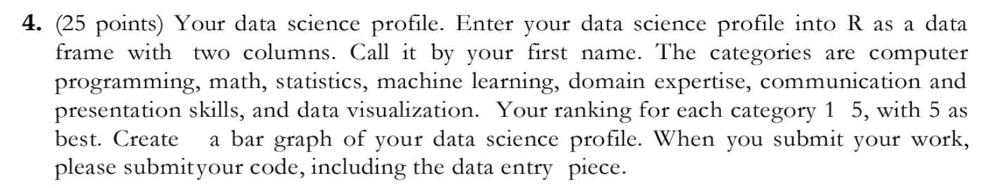 4. (25 points) Your data science profile. Enter your data science profile into R as a data
frame with two columns. Call it by your first name. The categories are computer
programming, math, statistics, machine learning, domain expertise, communication and
presentation skills, and data visualization. Your ranking for each category 1 5, with 5 as
best. Create a bar graph of your data science profile. When you submit your work,
please submityour code, including the data entry piece.